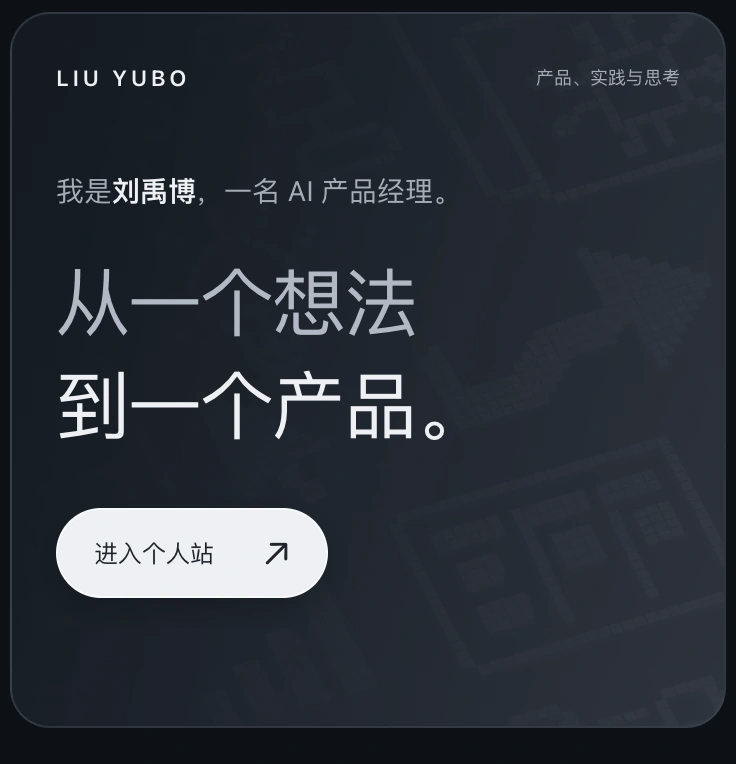 LIU YUBO
产品、实践与思考
我是刘禹博，一名 AI 产品经理。
从一个想法
到一个产品。
进入个人站